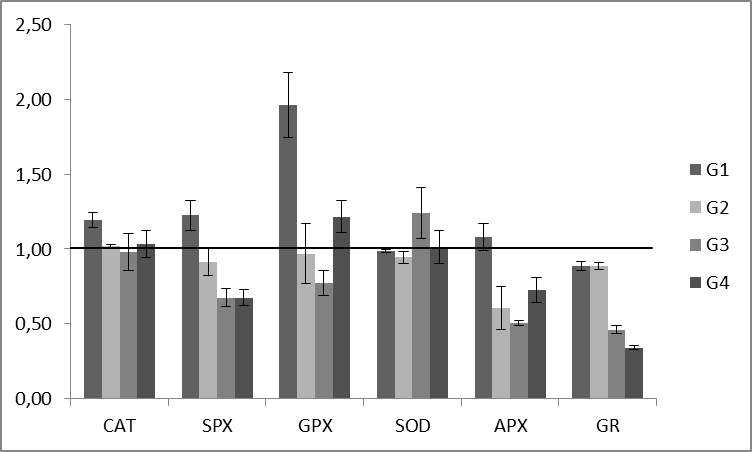 2,50
2,00
1,50
1,00
0,50
0,00
CAT SPX GPX SOD APX GR
G1
G2
G3
G4